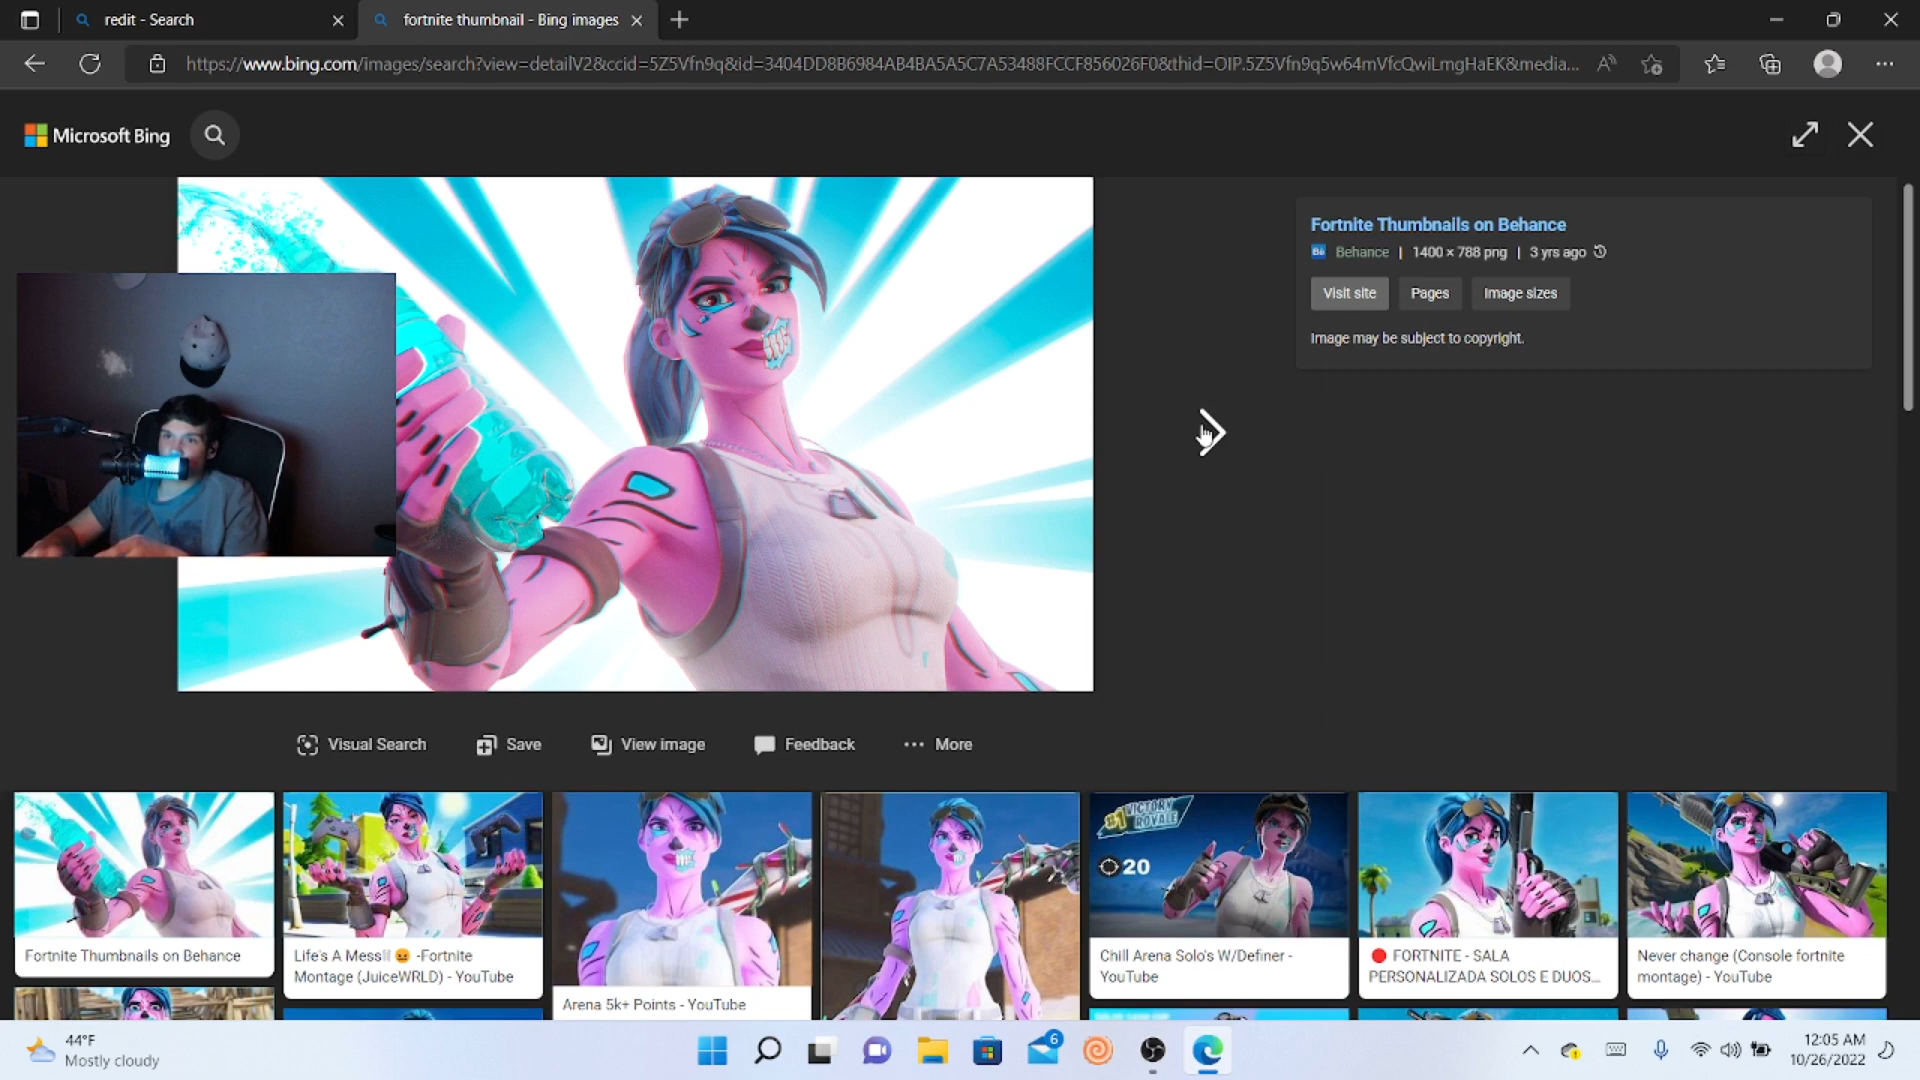 redit - Search
fortnite thumbnail - Bing images
https://www.bing.com/images/search?view=detailV2&ccid=5Z5Vfn9q&id=3404DD8B6984AB4BA5A5C7A53488FCCF856026F0&thid=OIP.5Z5Vfn9q5w64mVfcQwiLmgHaEK&media...
Microsoft Bing
Fortnite Thumbnails on Behance
Bē Behance | 1400 × 788 png | 3 yrs ago
Visit site
Pages
Image sizes
Image may be subject to copyright.
Visual Search
Save
View image
Feedback
More
Fortnite Thumbnails on Behance
Life's A Mess!! 😡 -Fortnite
Montage (JuiceWRLD) - YouTube
Arena 5k+ Points - YouTube
#1 VICTORY
ROYALE
20
Chill Arena Solo's W/Definer -
YouTube
🔴 FORTNITE - SALA
PERSONALIZADA SOLOS E DUOS...
Never change (Console fortnite
montage) - YouTube
44°F
Mostly cloudy
6
12:05 AM
10/26/2022